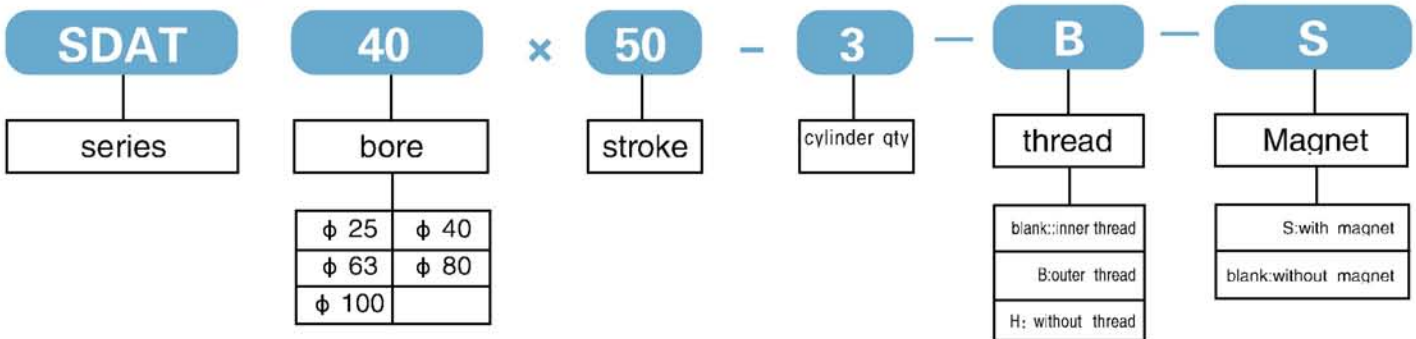 SDAT 40 × 50 – 3 — B — S
series bore stroke cylinder qty thread Magnet
ϕ 25 ϕ 40
ϕ 63 ϕ 80
ϕ 100
blank::inner thread
B:outer thread
H: without thread
S:with magnet
blank:without magnet